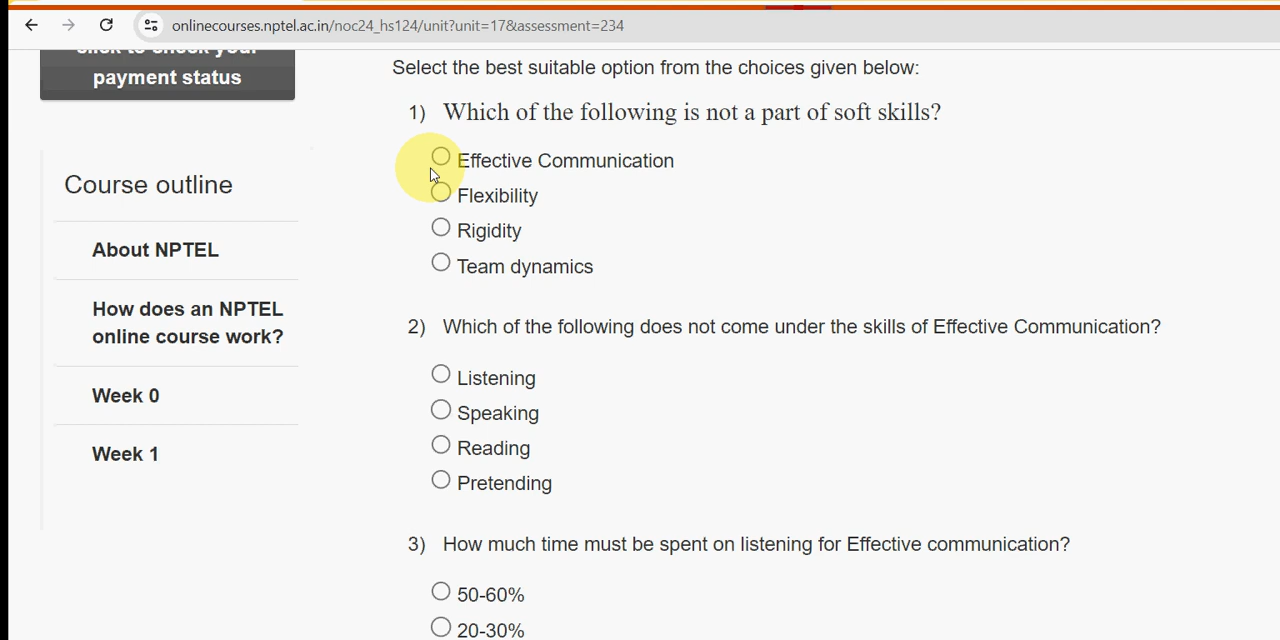 onlinecourses.nptel.ac.in/noc24_hs124/unit?unit=17&assessment=234
click to check your
payment status
Course outline
About NPTEL
How does an NPTEL
online course work?
Week 0
Week 1
Select the best suitable option from the choices given below:
1) Which of the following is not a part of soft skills?
Effective Communication
Flexibility
Rigidity
Team dynamics
2) Which of the following does not come under the skills of Effective Communication?
Listening
Speaking
Reading
Pretending
3) How much time must be spent on listening for Effective communication?
50-60%
20-30%